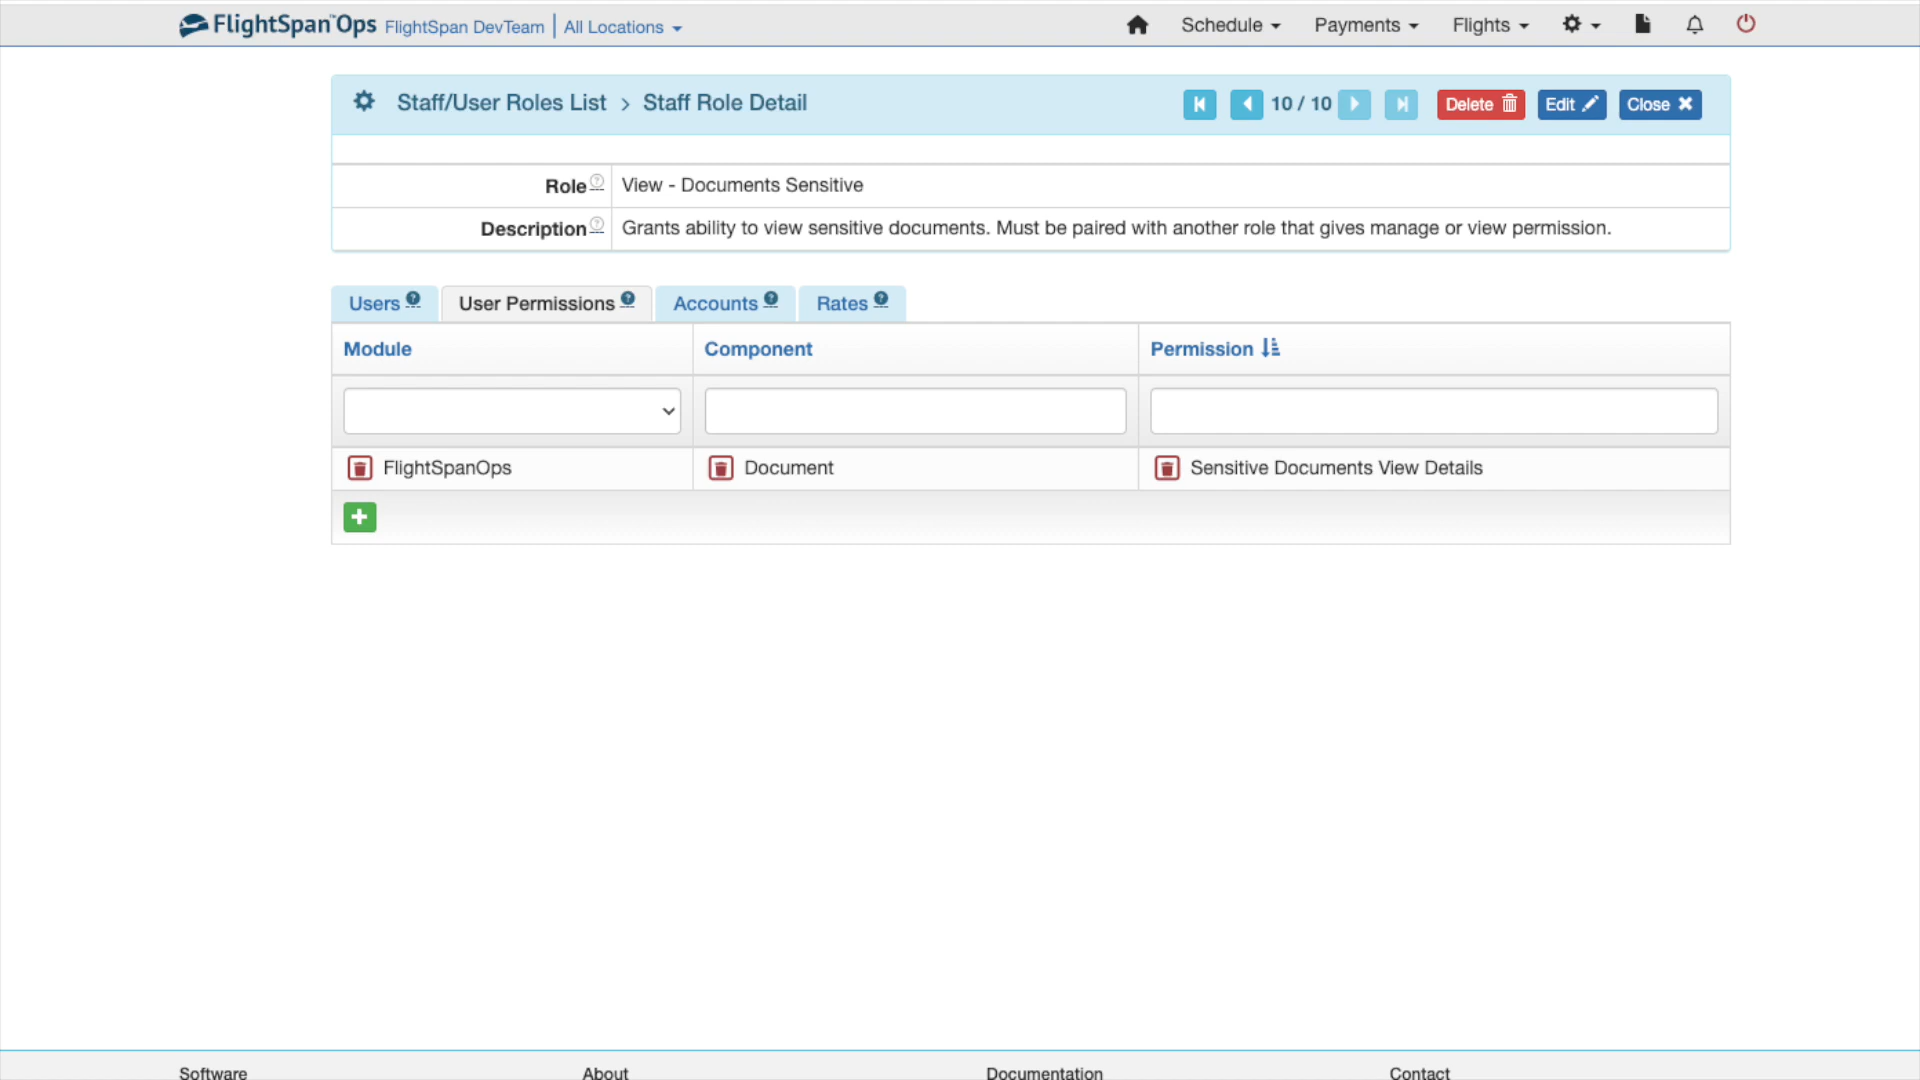 FlightSpan Ops FlightSpan DevTeam All Locations Schedule Payments Flights
Staff/User Roles List > Staff Role Detail 10 / 10 Delete Edit Close
Role View - Documents Sensitive
Description Grants ability to view sensitive documents. Must be paired with another role that gives manage or view permission.
Users User Permissions Accounts Rates
Module Component Permission
FlightSpanOps Document Sensitive Documents View Details
Software About Documentation Contact